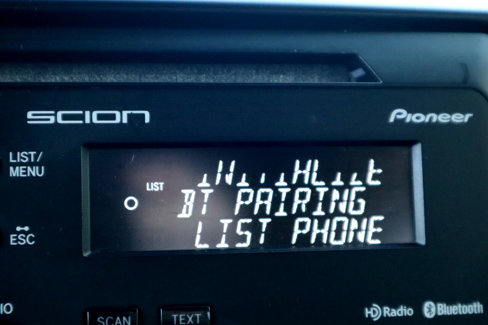 SCION
Pioneer
LIST/
MENU
LIST
BT PAIRING
LIST PHONE
ESC
SCAN
TEXT
HD Radio
Bluetooth